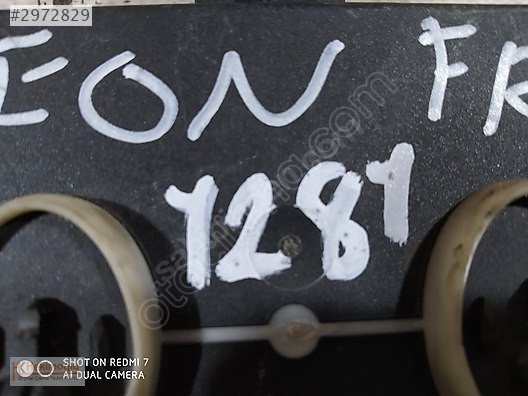 #2972829
EON FR
1281
SHOT ON REDMI 7
AI DUAL CAMERA